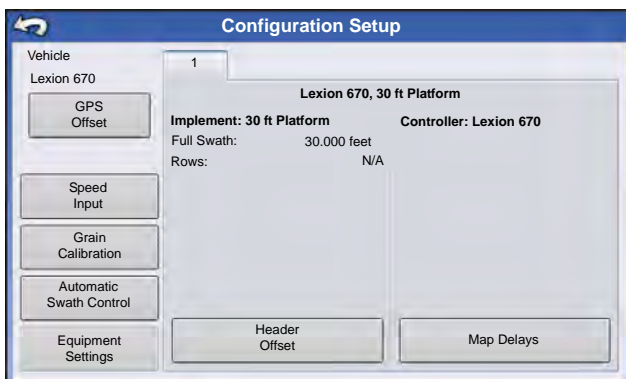 Configuration Setup
Vehicle
Lexion 670
GPS
Offset
Speed
Input
Grain
Calibration
Automatic
Swath Control
Equipment
Settings
1
Lexion 670, 30 ft Platform
Implement: 30 ft Platform
Controller: Lexion 670
Full Swath: 30.000 feet
Rows: N/A
Header
Offset
Map Delays